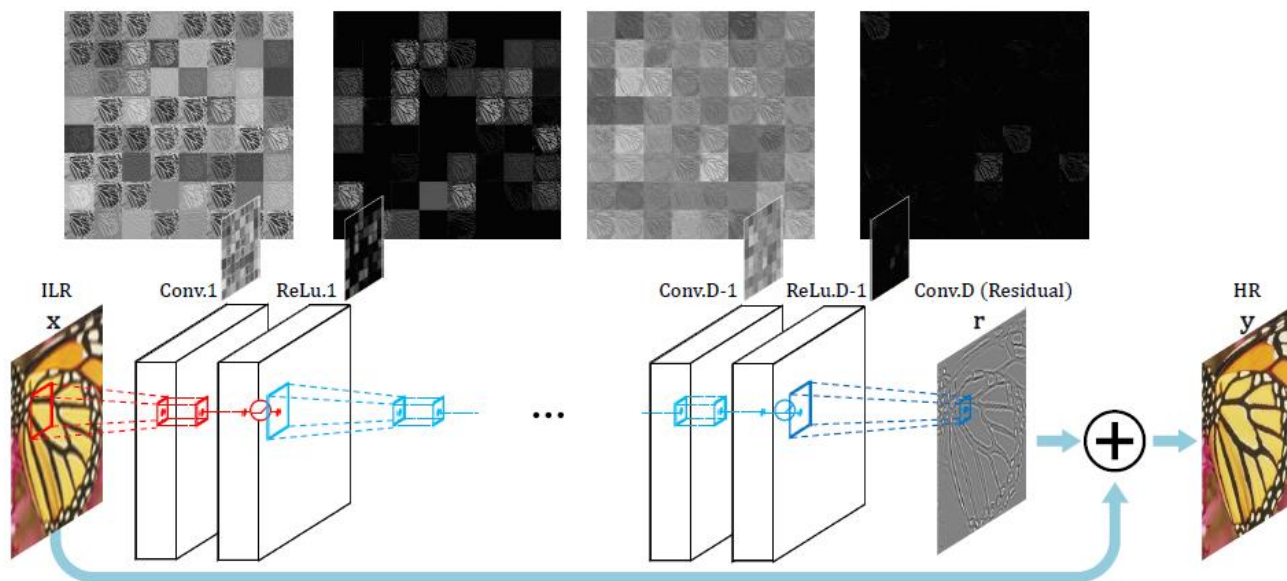 ILR
x
Conv.1
ReLu.1
Conv.D-1
ReLu.D-1
Conv.D (Residual)
r
HR
y